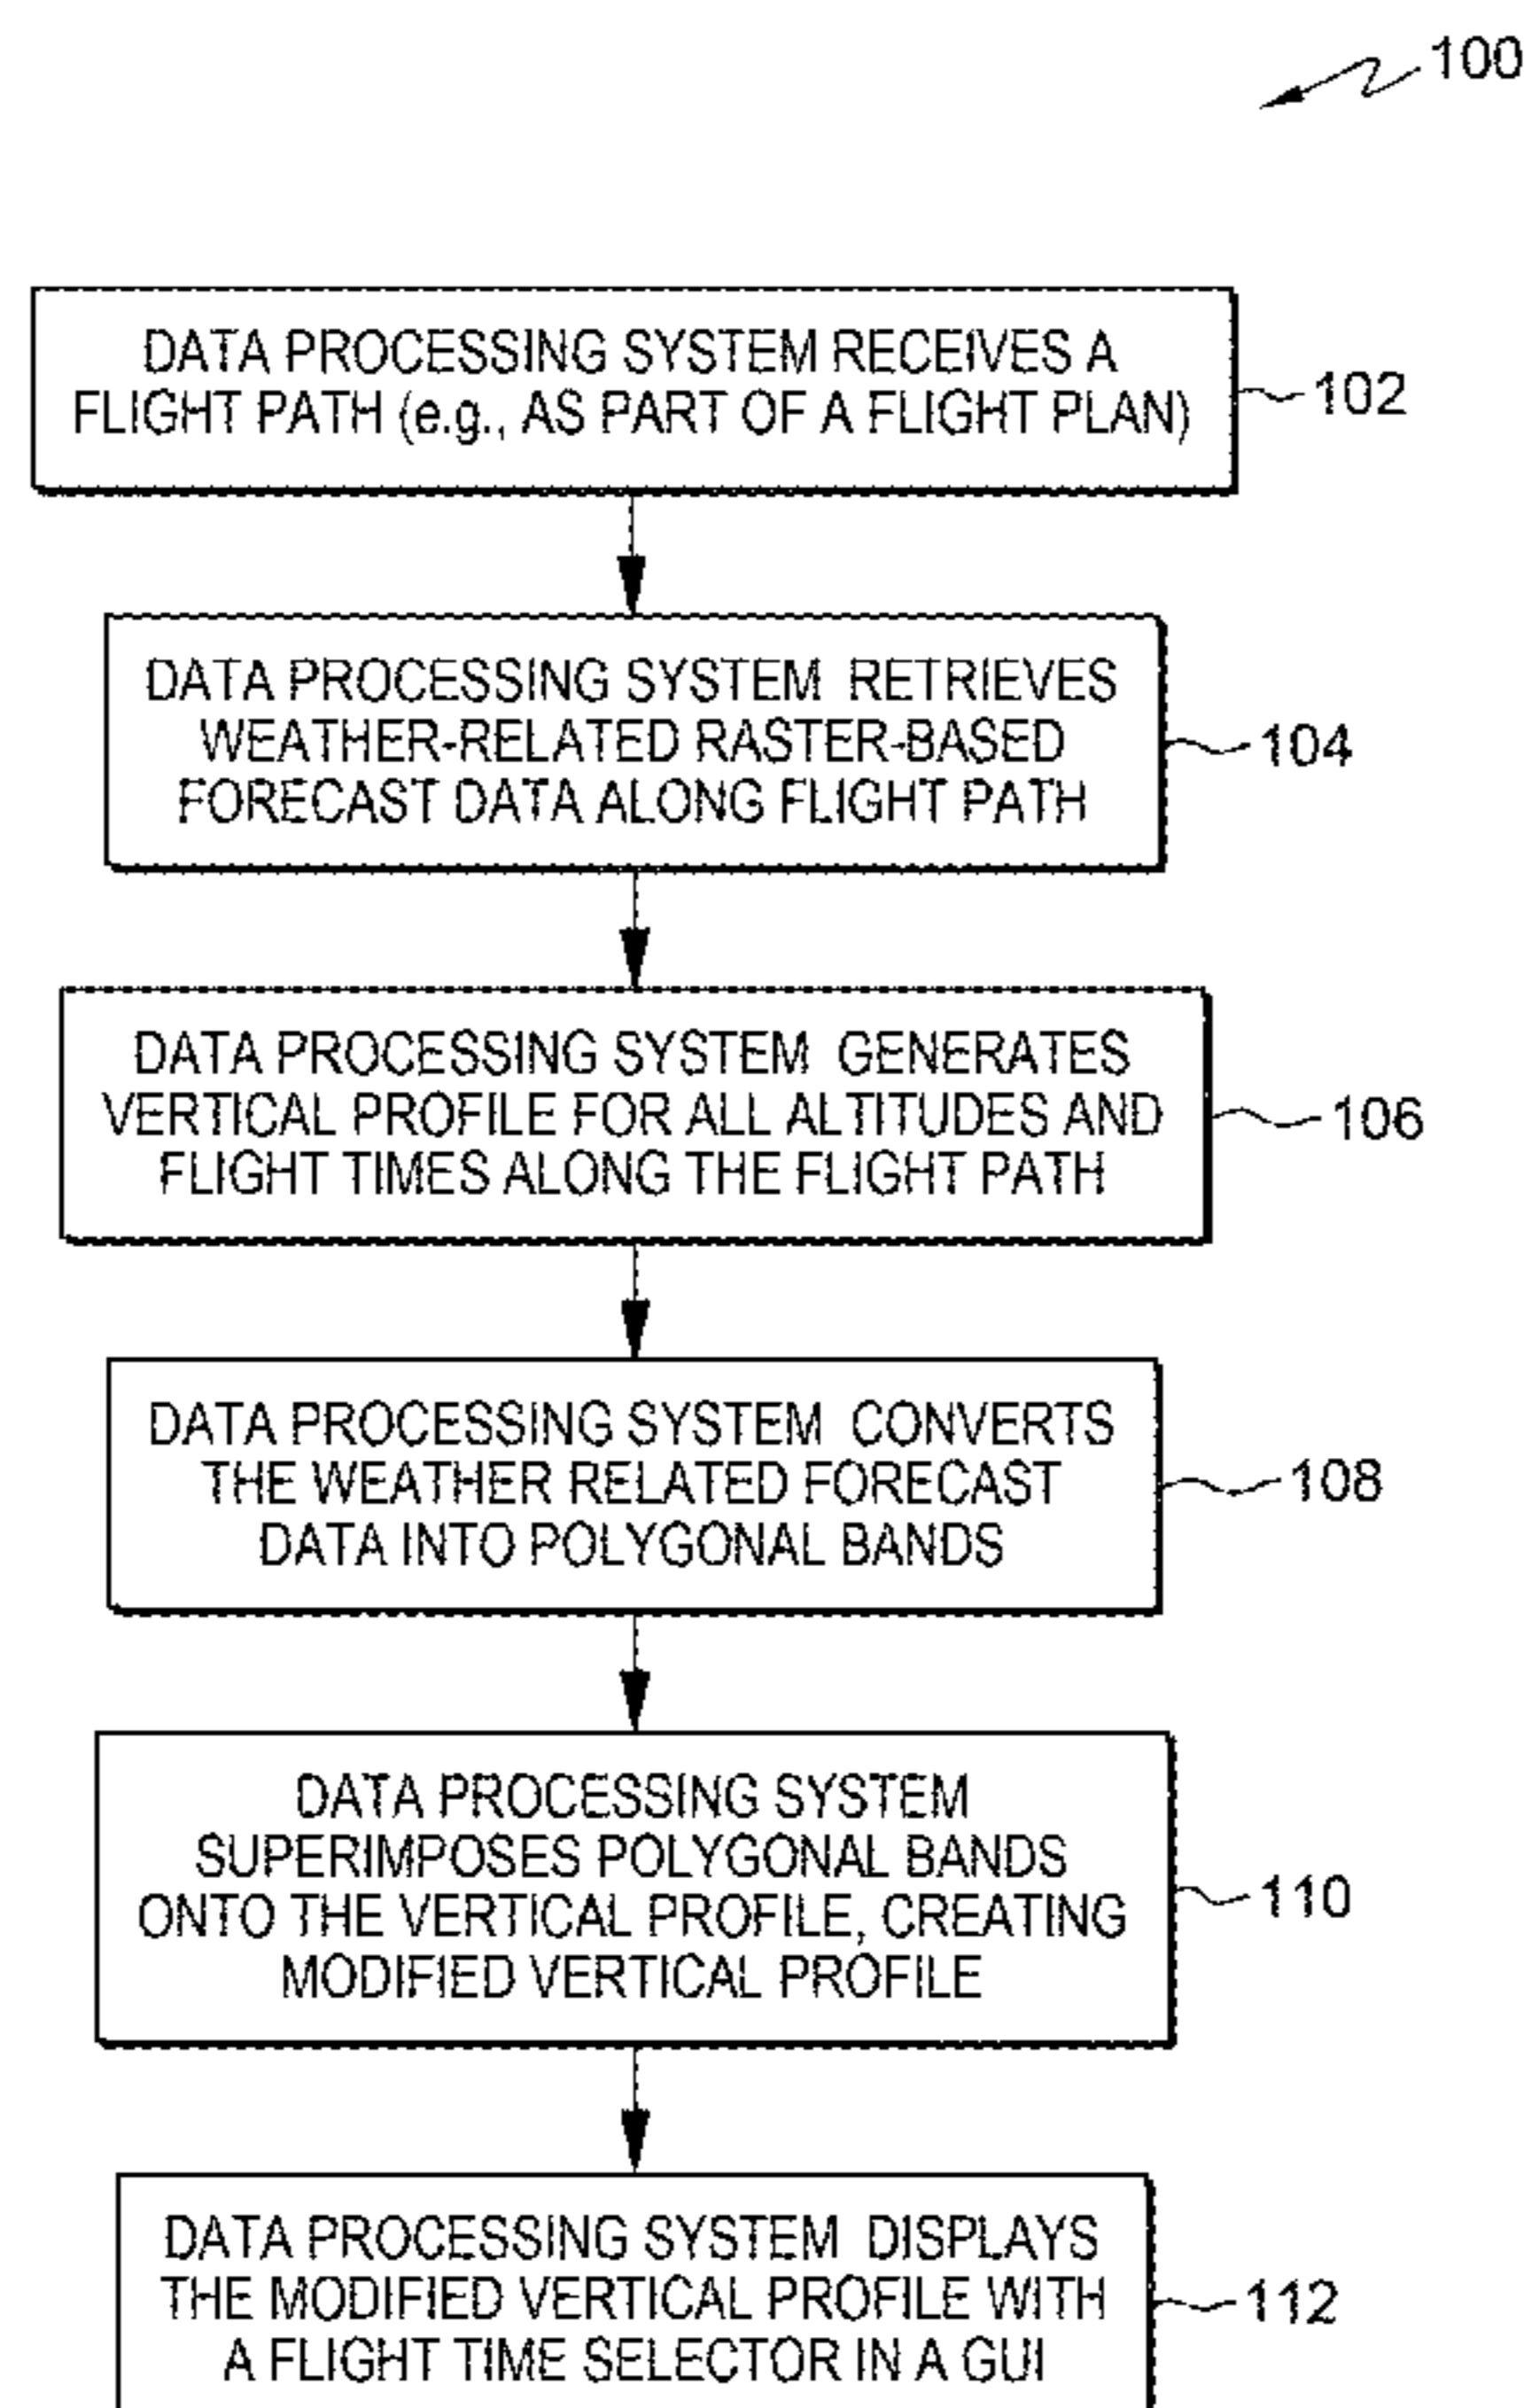 100
DATA PROCESSING SYSTEM RECEIVES A
FLIGHT PATH (e.g., AS PART OF A FLIGHT PLAN)
102
DATA PROCESSING SYSTEM RETRIEVES
WEATHER-RELATED RASTER-BASED
FORECAST DATA ALONG FLIGHT PATH
104
DATA PROCESSING SYSTEM GENERATES
VERTICAL PROFILE FOR ALL ALTITUDES AND
FLIGHT TIMES ALONG THE FLIGHT PATH
106
DATA PROCESSING SYSTEM CONVERTS
THE WEATHER RELATED FORECAST
DATA INTO POLYGONAL BANDS
108
DATA PROCESSING SYSTEM
SUPERIMPOSES POLYGONAL BANDS
ONTO THE VERTICAL PROFILE, CREATING
MODIFIED VERTICAL PROFILE
110
DATA PROCESSING SYSTEM DISPLAYS
THE MODIFIED VERTICAL PROFILE WITH
A FLIGHT TIME SELECTOR IN A GUI
112